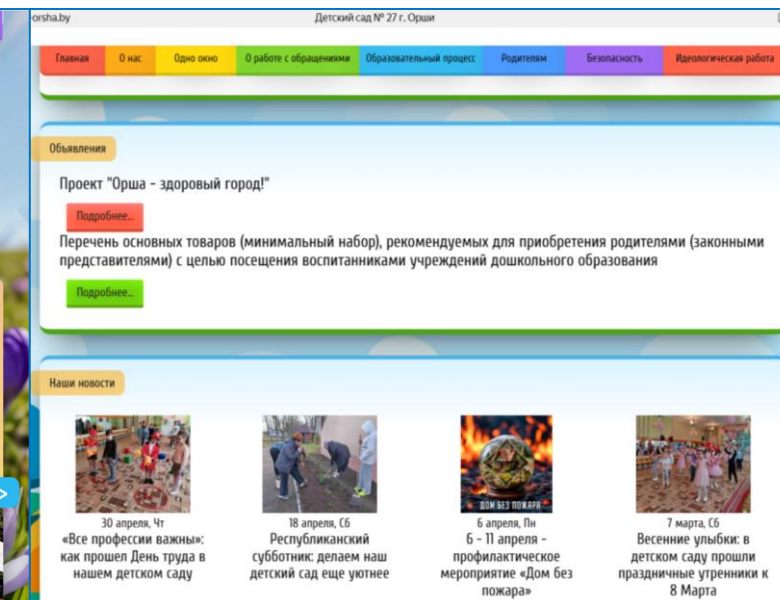 orsha.by
Детский сад № 27 г. Орши
Главная
О нас
Одно окно
О работе с обращениями
Образовательный процесс
Родителям
Безопасность
Идеологическая работа
Объявления
Проект "Орша - здоровый город!"
Подробнее...
Перечень основных товаров (минимальный набор), рекомендуемых для приобретения родителями (законными
представителями) с целью посещения воспитанниками учреждений дошкольного образования
Подробнее...
Наши новости
30 апреля, Чт
«Все профессии важны»:
как прошел День труда в
нашем детском саду
18 апреля, Сб
Республиканский
субботник: делаем наш
детский сад еще уютнее
ДОМ БЕЗ ПОЖАРА
6 апреля, Пн
6 - 11 апреля -
профилактическое
мероприятие «Дом без
пожара»
7 марта, Сб
Весенние улыбки: в
детском саду прошли
праздничные утренники к
8 Марта